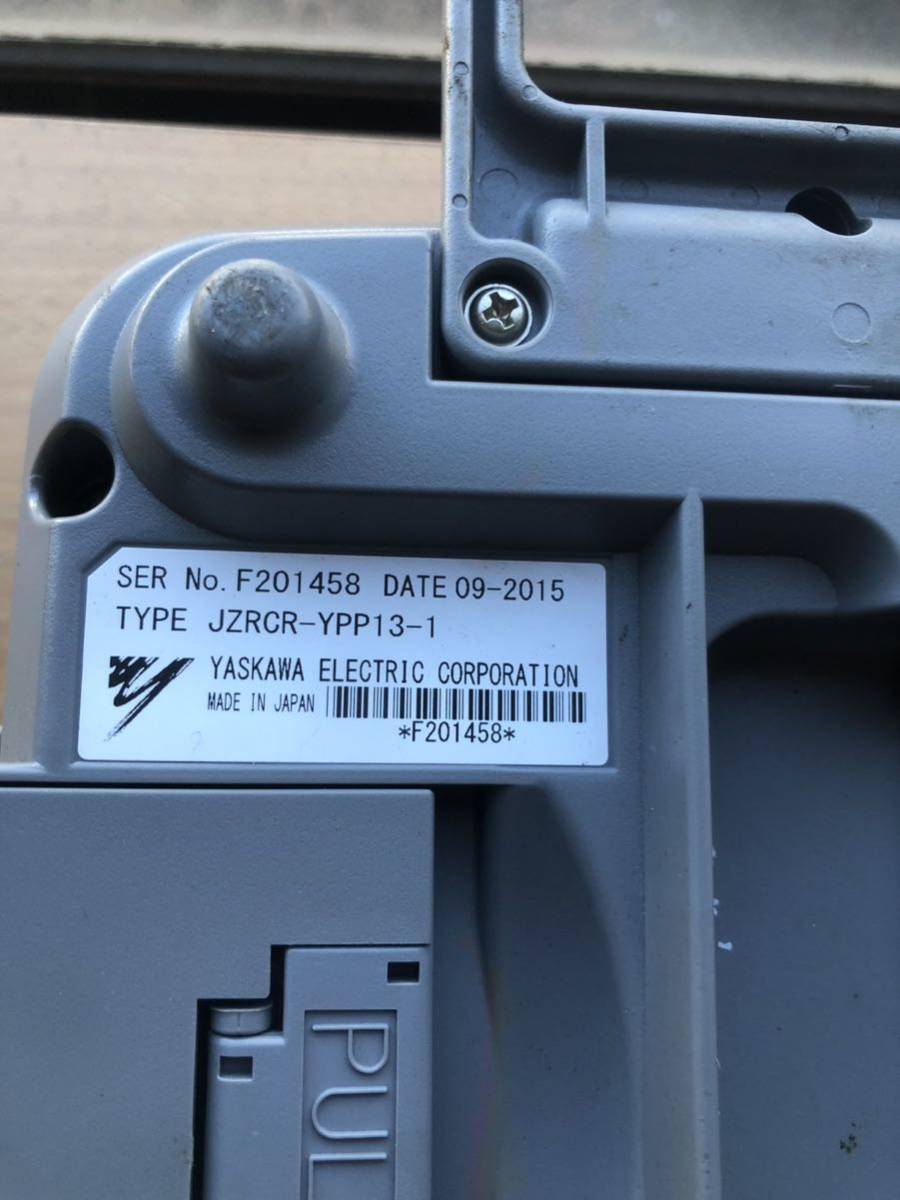 SER No. F201458 DATE 09-2015
TYPE JZRCR-YPP13-1
YASKAWA ELECTRIC CORPORATION
MADE IN JAPAN
*F201458*
PUL